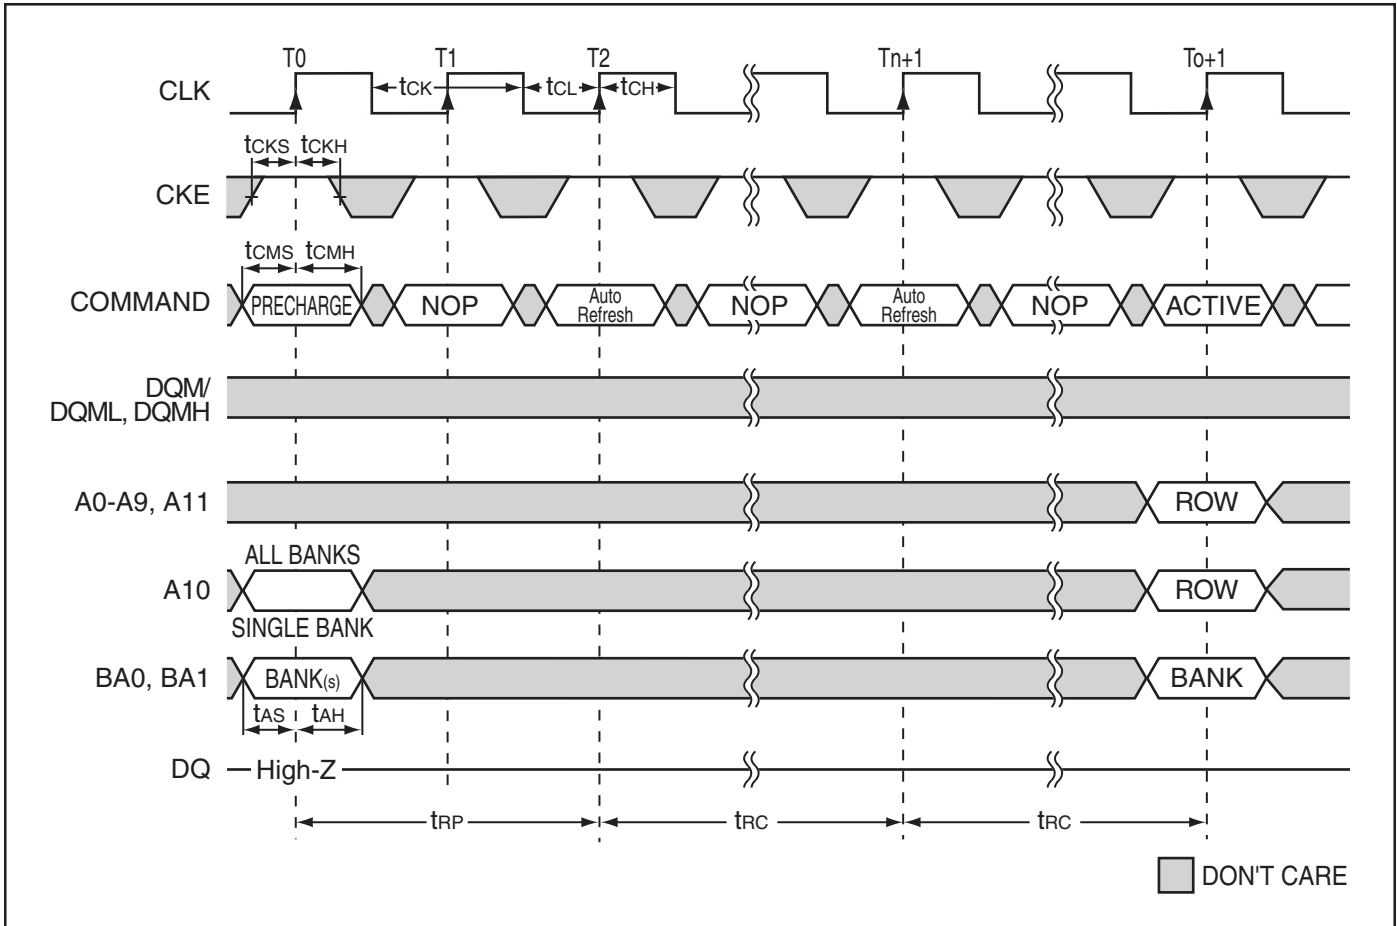 T0 T1 T2 Tn+1 To+1
CLK tCK tCL tCH
tCKS tCKH
CKE
tCMS tCMH
COMMAND PRECHARGE NOP Auto Refresh NOP Auto Refresh NOP ACTIVE
DQM/
DQML, DQMH
A0-A9, A11 ROW
ALL BANKS
A10 ROW
SINGLE BANK
BA0, BA1 BANK(s) BANK
tAS tAH
DQ High-Z
tRP tRC tRC
DON'T CARE